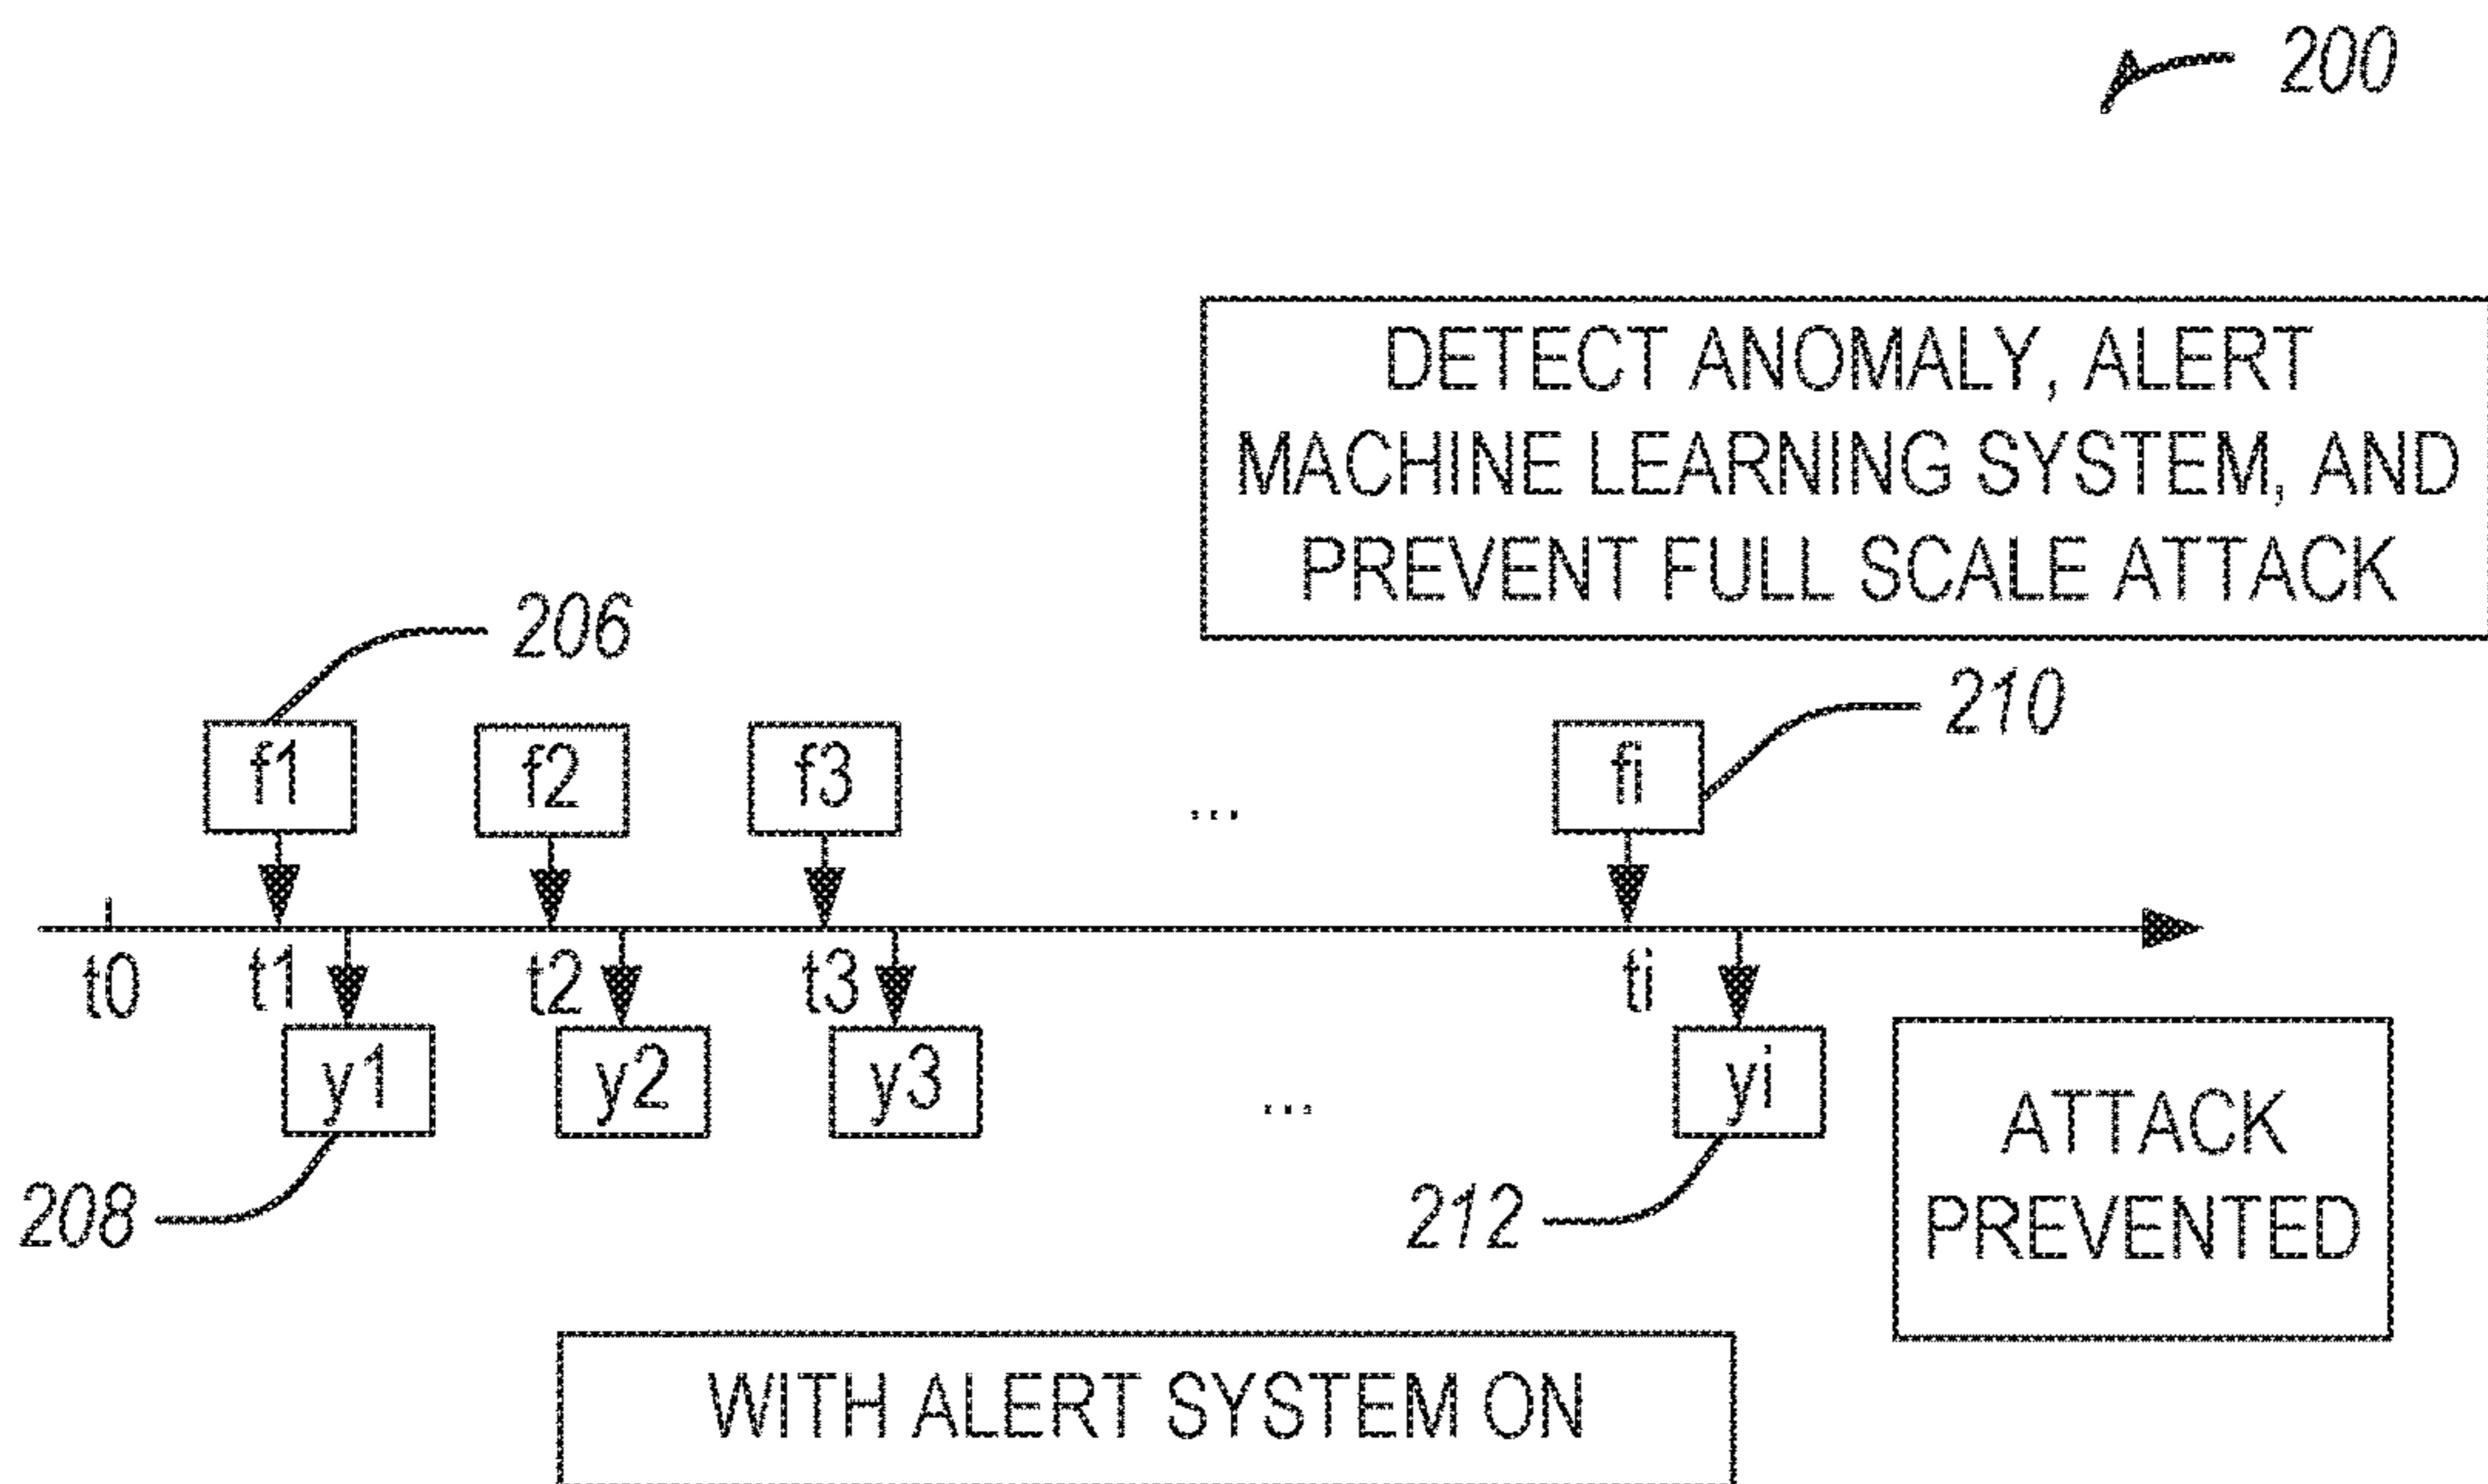 200
DETECT ANOMALY, ALERT
MACHINE LEARNING SYSTEM, AND
PREVENT FULL SCALE ATTACK
206
210
f1 f2 f3 ... fi
t0 t1 t2 t3 ti
y1 y2 y3 ... yi
ATTACK
PREVENTED
208
212
WITH ALERT SYSTEM ON